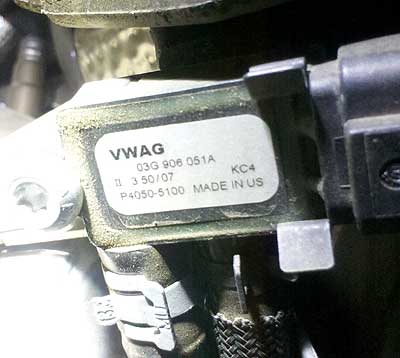 VWAG
03G 906 051A
KC4
II 3 50/07
P4050-5100 MADE IN US